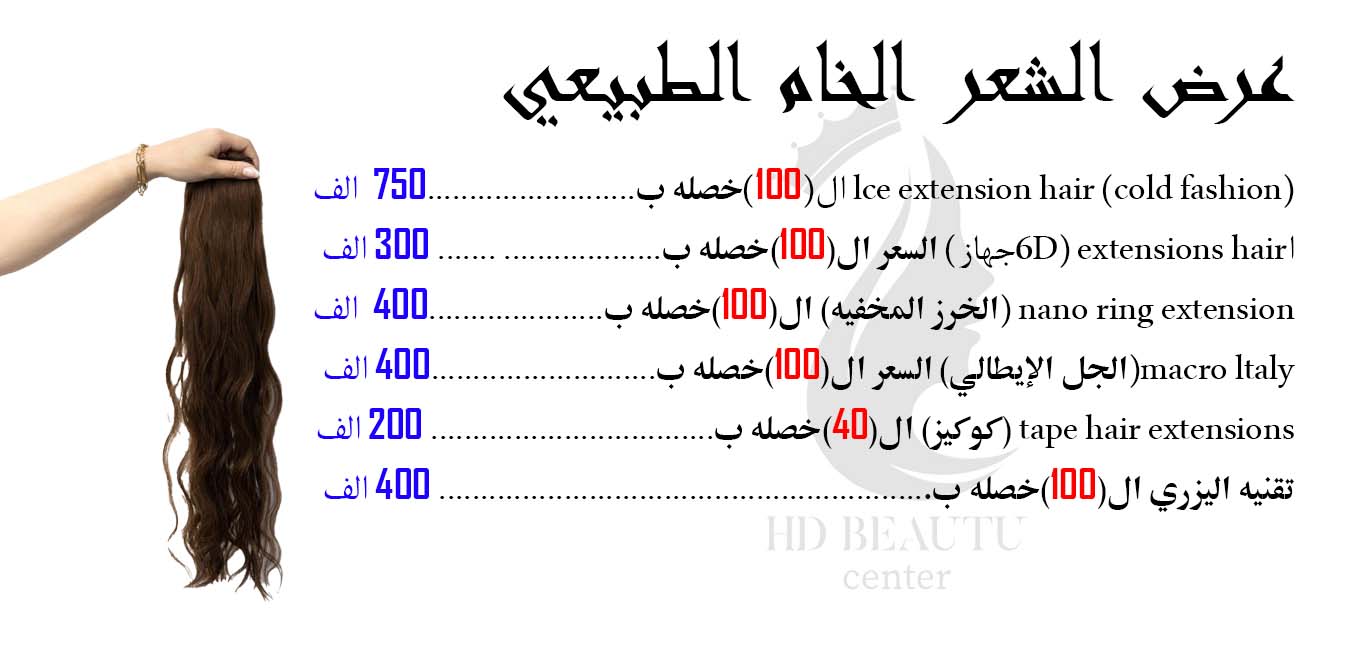 عرض الشعر الخام الطبيعي
lce extension hair (cold fashion) ال(100)خصله ب.........................750 الف
اextensions hair (6Dجهاز) السعر ال(100)خصله ب................... ....... 300 الف
nano ring extension (الخرز المخفيه) ال(100)خصله ب.....................400 الف
macro ltaly(الجل الإيطالي) السعر ال(100)خصله ب...........................400 الف
tape hair extensions (كوكيز) ال(40)خصله ب.................................. 200 الف
تقنيه اليزري ال(100)خصله ب........................................................... 400 الف
HD BEAUTU
center